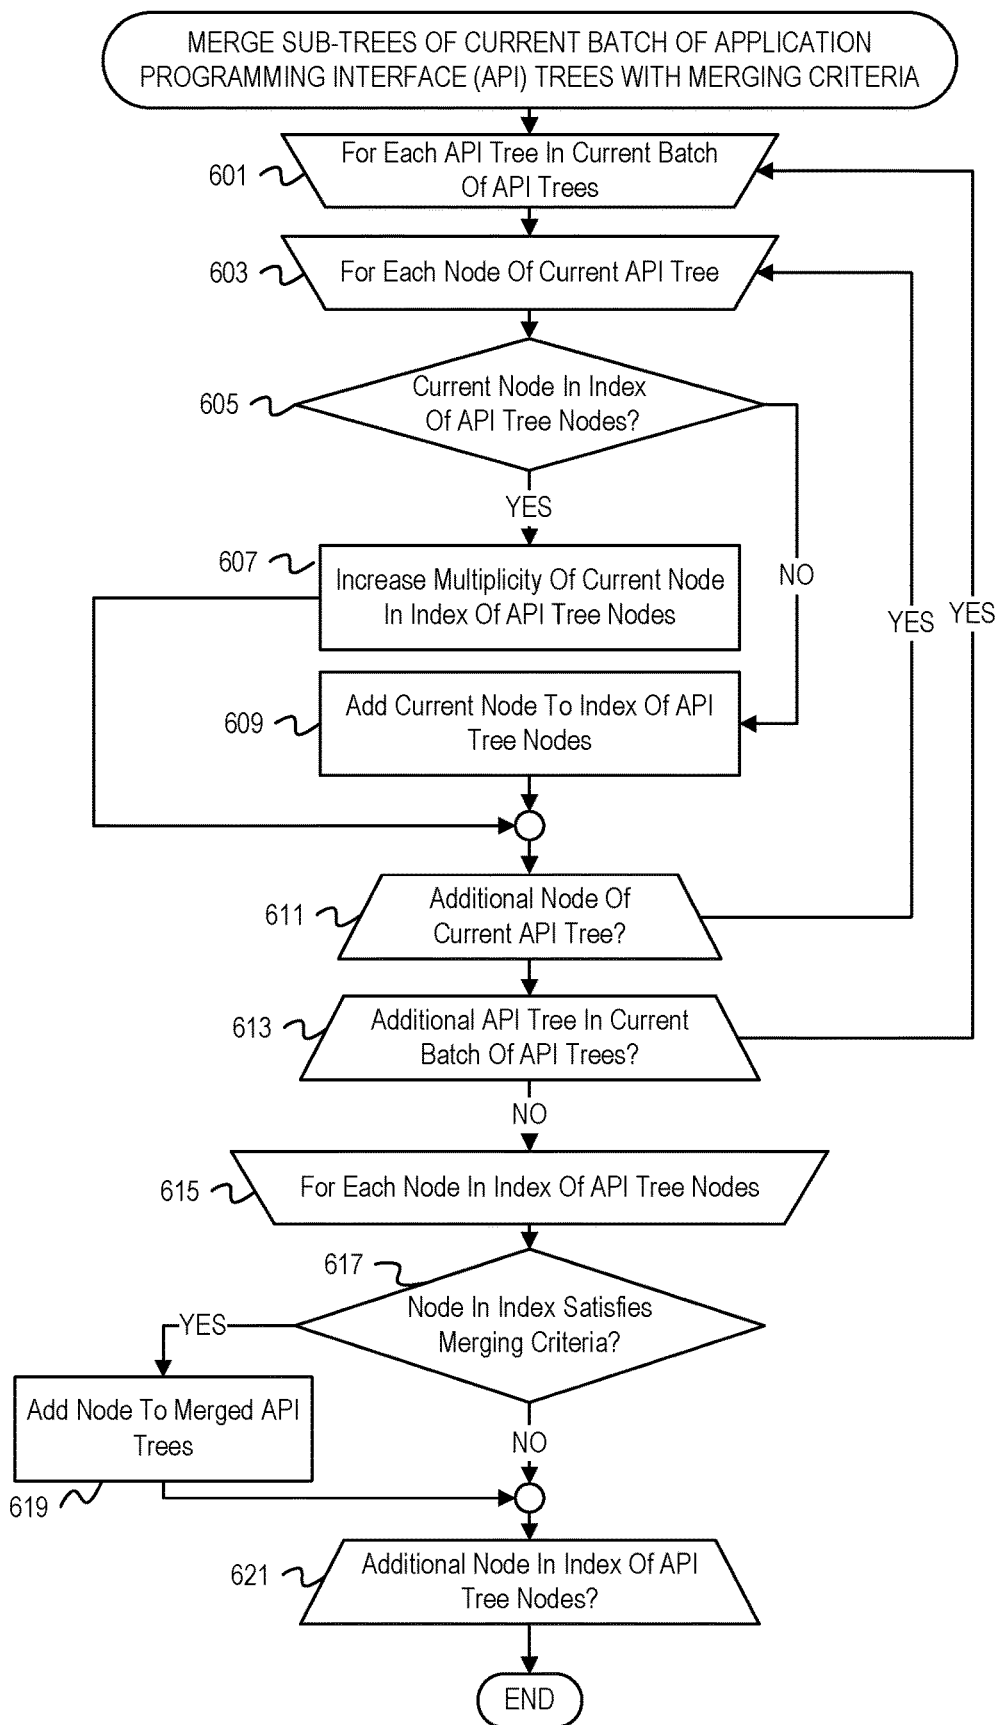 MERGE SUB-TREES OF CURRENT BATCH OF APPLICATION
PROGRAMMING INTERFACE (API) TREES WITH MERGING CRITERIA
601
For Each API Tree In Current Batch
Of API Trees
603
For Each Node Of Current API Tree
605
Current Node In Index
Of API Tree Nodes?
YES
607
Increase Multiplicity Of Current Node
In Index Of API Tree Nodes
NO
YES
YES
609
Add Current Node To Index Of API
Tree Nodes
611
Additional Node Of
Current API Tree?
613
Additional API Tree In Current
Batch Of API Trees?
NO
615
For Each Node In Index Of API Tree Nodes
617
Node In Index Satisfies
Merging Criteria?
YES
Add Node To Merged API
Trees
NO
619
621
Additional Node In Index Of API
Tree Nodes?
END